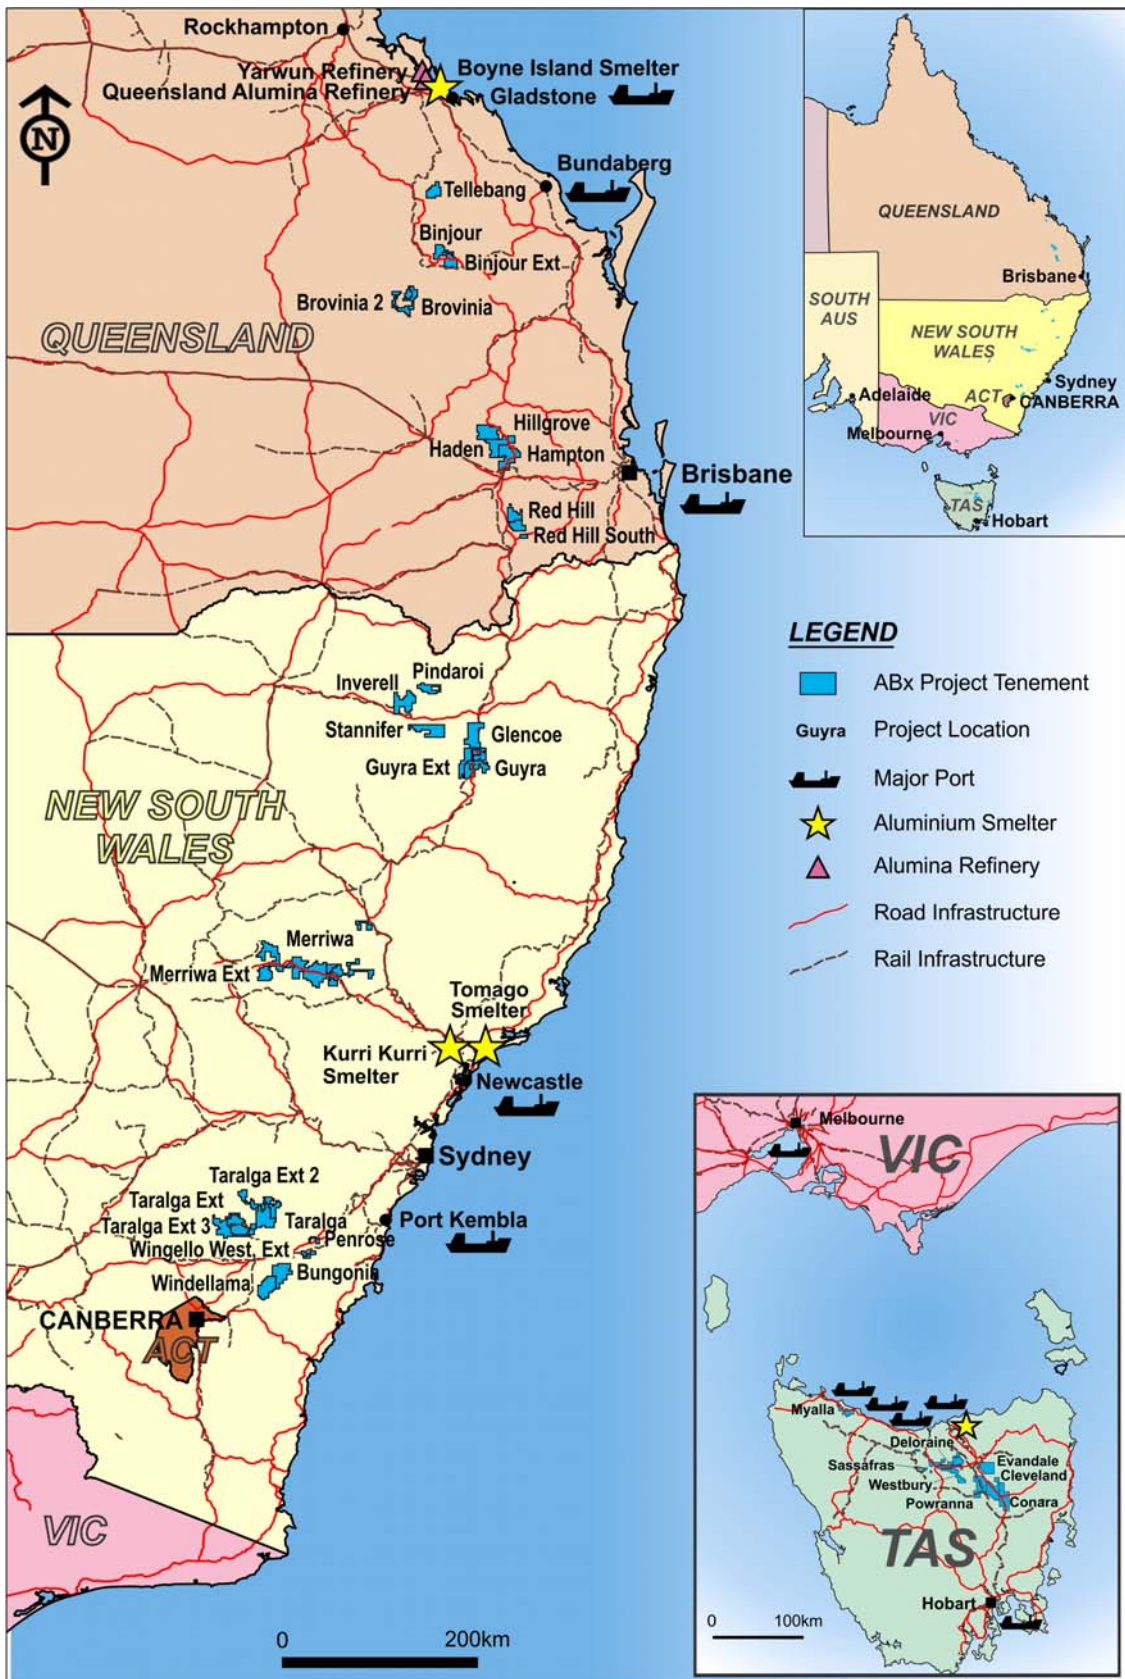 Rockhampton
Yarwun Refinery
Queensland Alumina Refinery
Boyne Island Smelter
Gladstone
N
Bundaberg
Tellebang
Binjour
Binjour Ext
Brovinia 2
Brovinia
QUEENSLAND
Hillgrove
Haden
Hampton
Brisbane
Red Hill
Red Hill South
Pindaroi
Inverell
Stannifer
Glencoe
Guyra Ext
Guyra
NEW SOUTH
WALES
Merriwa
Merriwa Ext
Tomago
Smelter
Kurri Kurri
Smelter
Newcastle
Sydney
Taralga Ext 2
Taralga Ext
Taralga Ext 3
Taralga
Port Kembla
Penrose
Wingello West, Ext
Windellama
Bungonia
CANBERRA
ACT
VIC
0
200km
QUEENSLAND
Brisbane
SOUTH
AUS
NEW SOUTH
WALES
Sydney
ACT
CANBERRA
Adelaide
VIC
Melbourne
TAS
Hobart
LEGEND
ABx Project Tenement
Guyra Project Location
Major Port
Aluminium Smelter
Alumina Refinery
Road Infrastructure
Rail Infrastructure
Melbourne
VIC
Myalla
Deloraine
Sassafras
Evandale
Cleveland
Westbury
Powranna
Conara
TAS
Hobart
0
100km